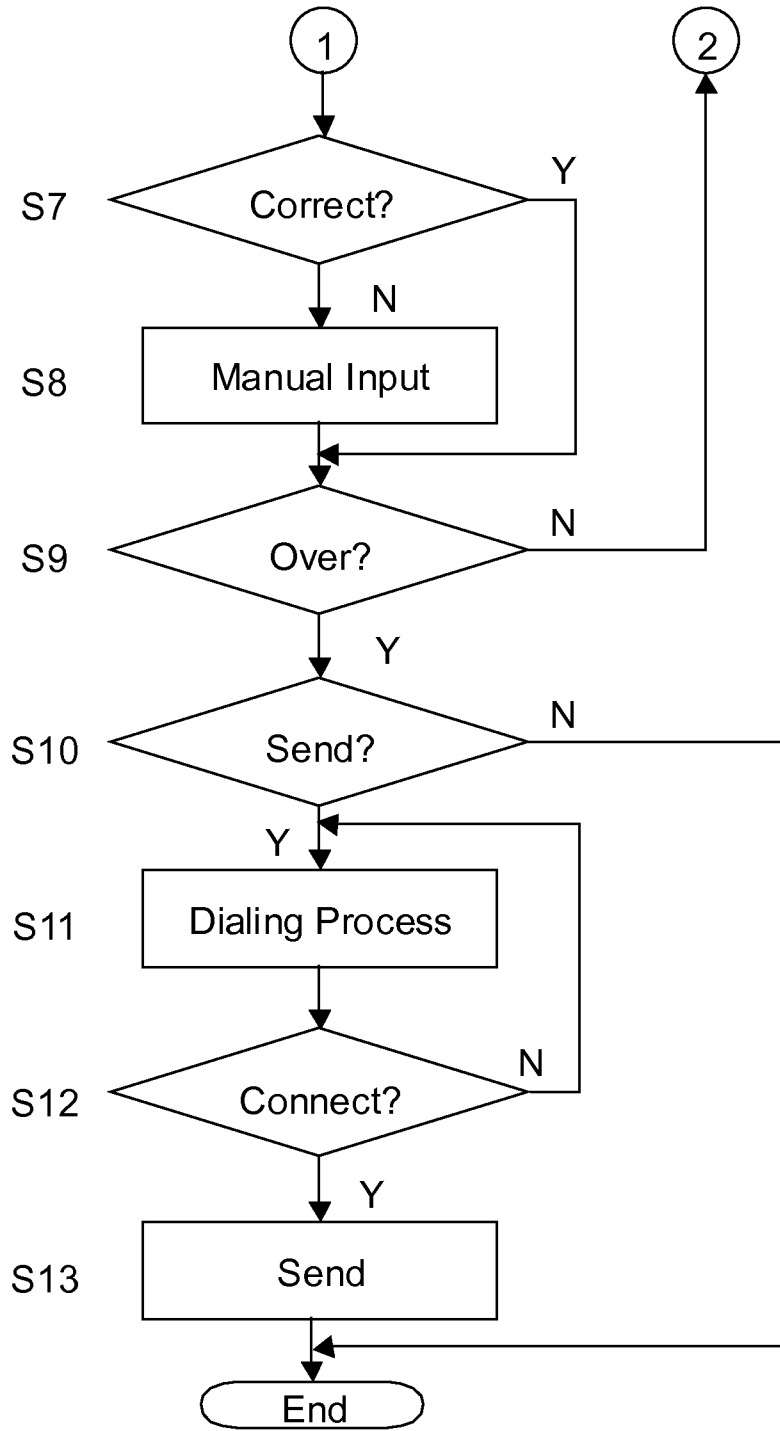 1
2
S7
Correct?
Y
N
S8
Manual Input
S9
Over?
N
Y
S10
Send?
N
Y
S11
Dialing Process
S12
Connect?
N
Y
S13
Send
End